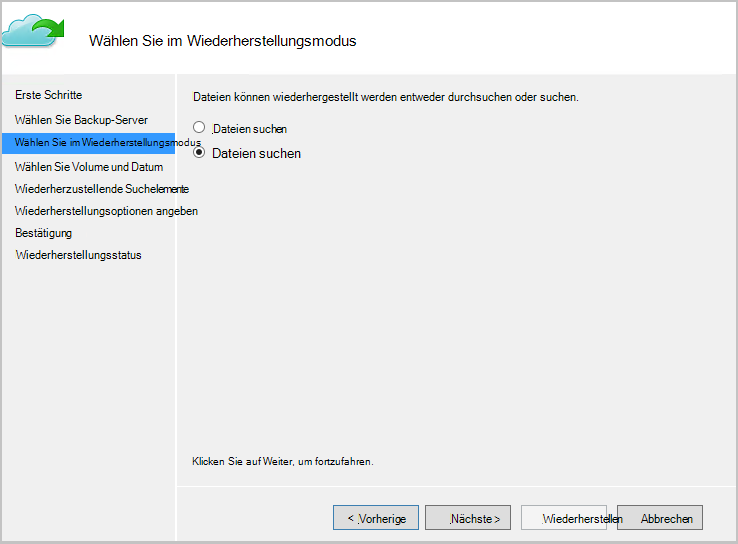 Wählen Sie im Wiederherstellungsmodus
Erste Schritte
Wählen Sie Backup-Server
Wählen Sie im Wiederherstellungsmodus
Wählen Sie Volume und Datum
Wiederherzustellende Suchelemente
Wiederherstellungsoptionen angeben
Bestätigung
Wiederherstellungsstatus
Dateien können wiederhergestellt werden entweder durchsuchen oder suchen.
Dateien suchen
Dateien suchen
Klicken Sie auf Weiter, um fortzufahren.
< Vorherige
Nächste >
Wiederherstellen
Abbrechen